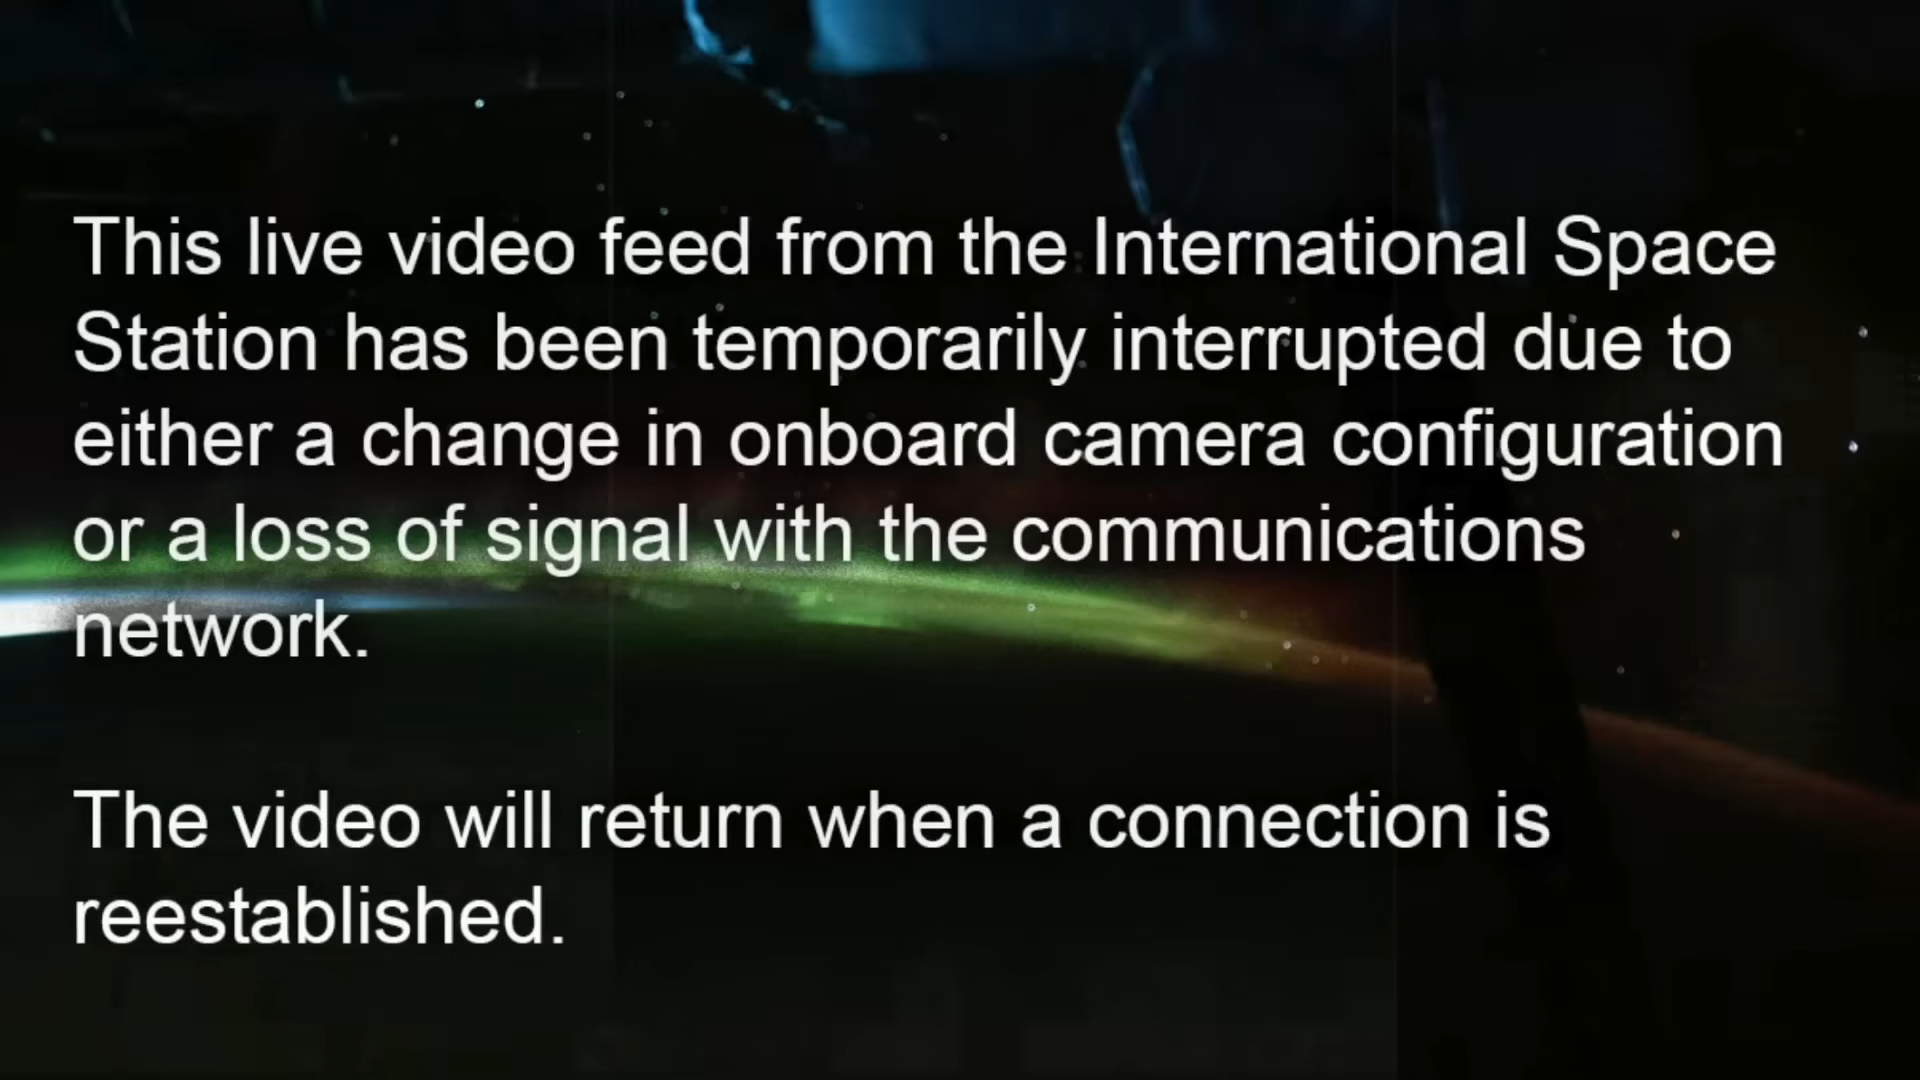 This live video feed from the International Space
Station has been temporarily interrupted due to
either a change in onboard camera configuration
or a loss of signal with the communications
network.
The video will return when a connection is
reestablished.